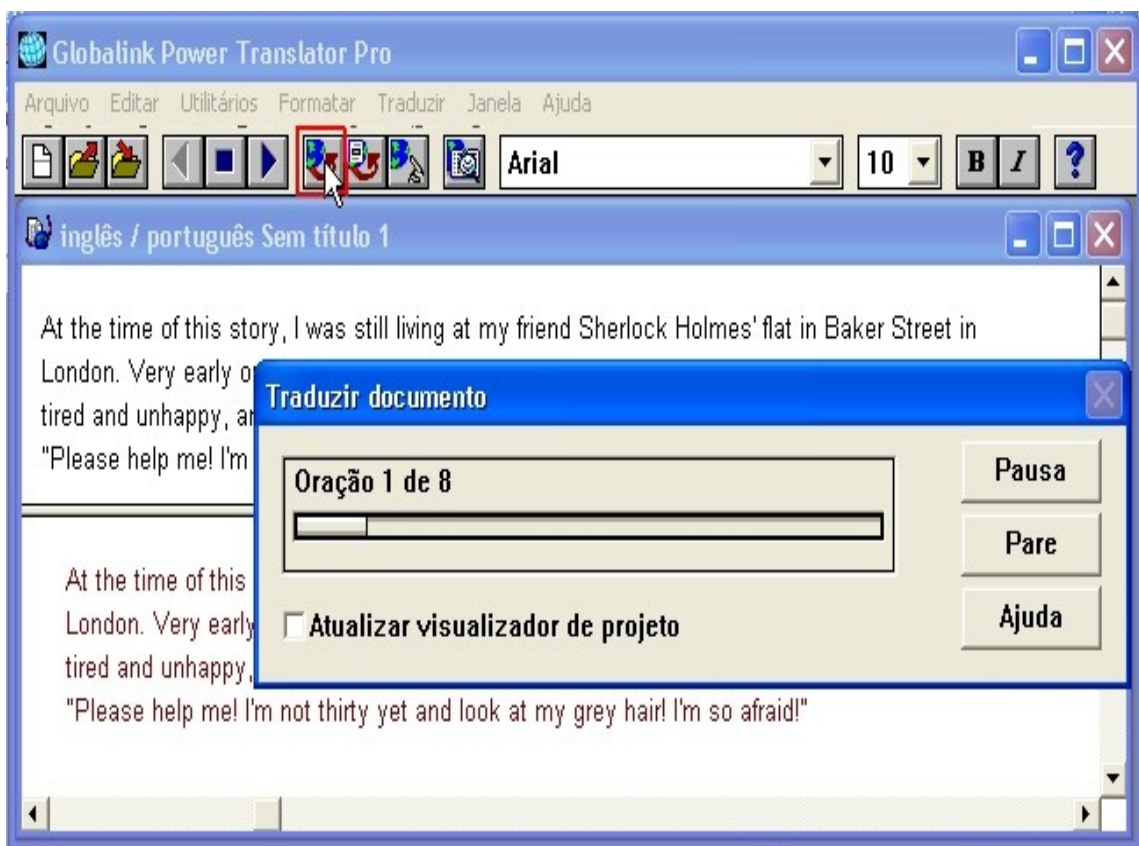 Globalink Power Translator Pro
Arquivo Editar Utilitários Formatar Traduzir Janela Ajuda
Arial 10 B I ?
inglês / português Sem título 1
At the time of this story, I was still living at my friend Sherlock Holmes' flat in Baker Street in
London. Very early
tired and unhappy,
"Please help me! I'm
Traduzir documento
Oração 1 de 8
Pausa
Pare
Ajuda
Atualizar visualizador de projeto
At the time of this
London. Very early
tired and unhappy,
"Please help me! I'm not thirty yet and look at my grey hair! I'm so afraid!"